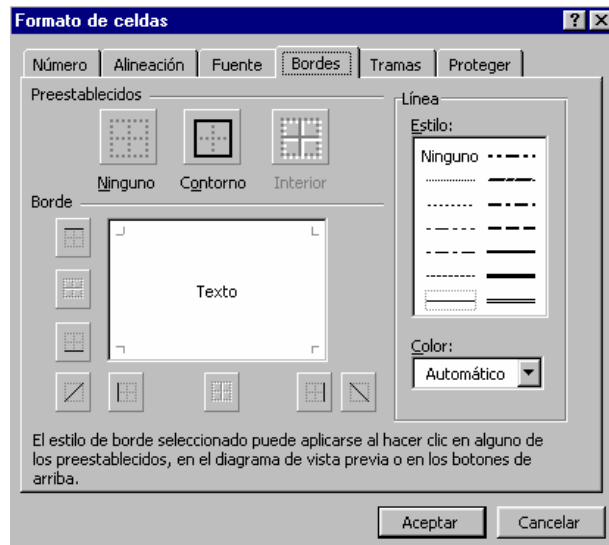 Formato de celdas
Número Alineación Fuente Bordes Tramas Proteger
Preestablecidos
Ninguno Contorno Interior
Borde
Texto
Línea
Estilo:
Ninguno
Color:
Automático
El estilo de borde seleccionado puede aplicarse al hacer clic en alguno de
los preestablecidos, en el diagrama de vista previa o en los botones de
arriba.
Aceptar Cancelar